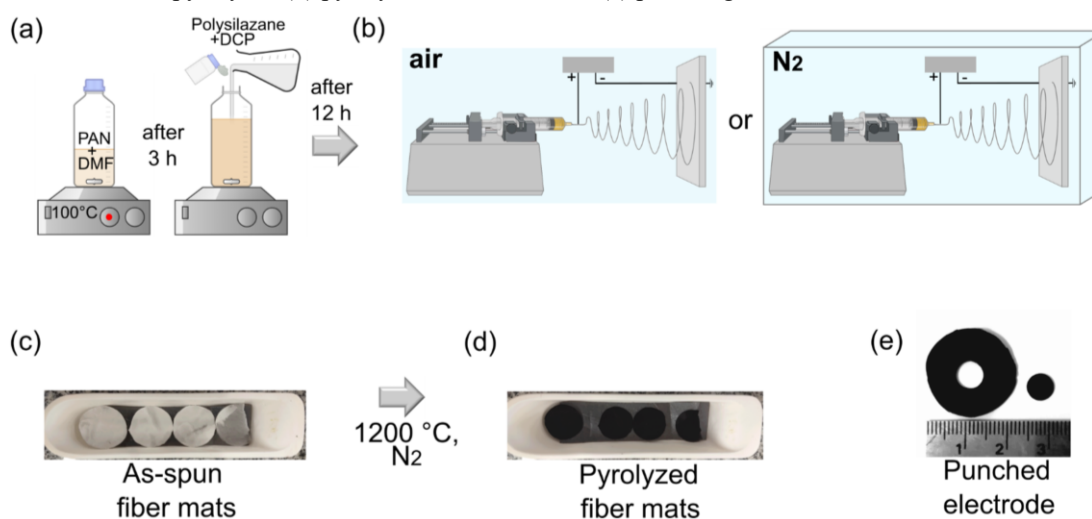 (a)
Polysilazane
+DCP
PAN
+
DMF
100°C
after
3 h
after
12 h
(b)
air
+
-
or
N2
+
-
(c)
As-spun
fiber mats
1200 °C,
N2
(d)
Pyrolyzed
fiber mats
(e)
1 2 3
Punched
electrode